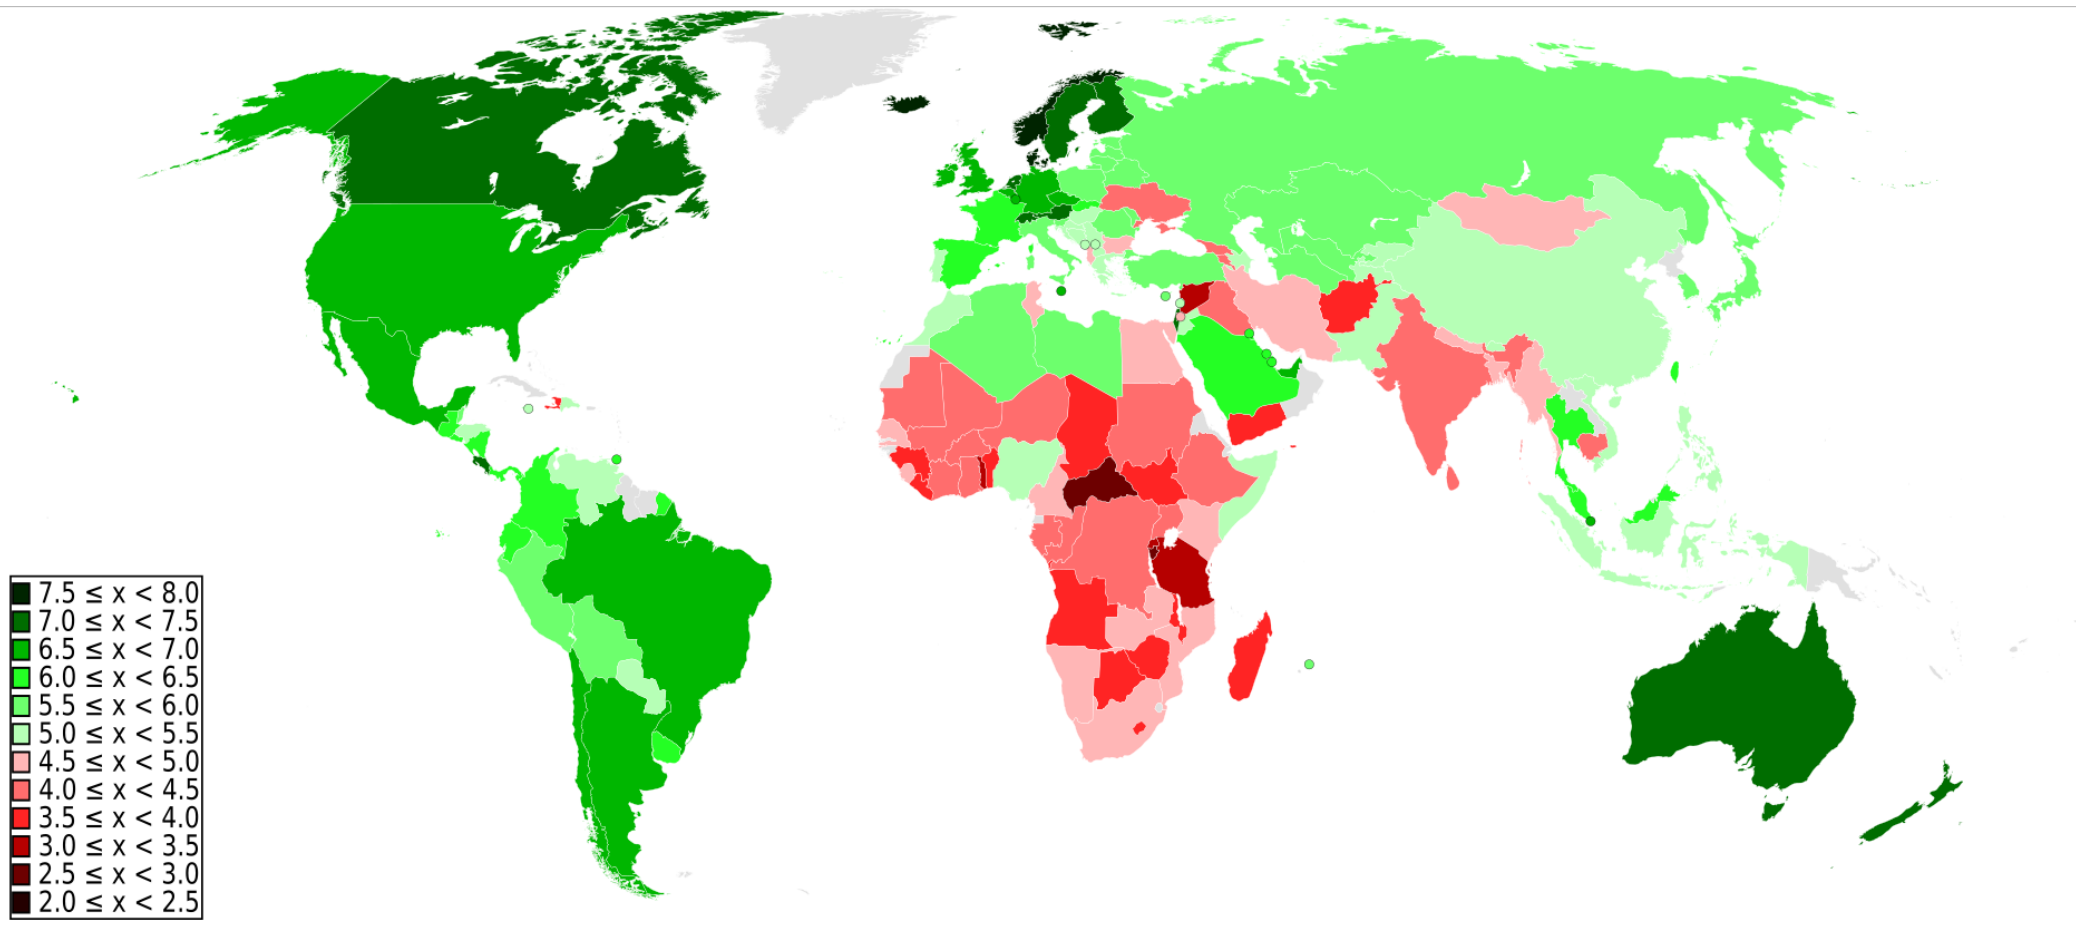 7.5 ≤ x < 8.0
7.0 ≤ x < 7.5
6.5 ≤ x < 7.0
6.0 ≤ x < 6.5
5.5 ≤ x < 6.0
5.0 ≤ x < 5.5
4.5 ≤ x < 5.0
4.0 ≤ x < 4.5
3.5 ≤ x < 4.0
3.0 ≤ x < 3.5
2.5 ≤ x < 3.0
2.0 ≤ x < 2.5